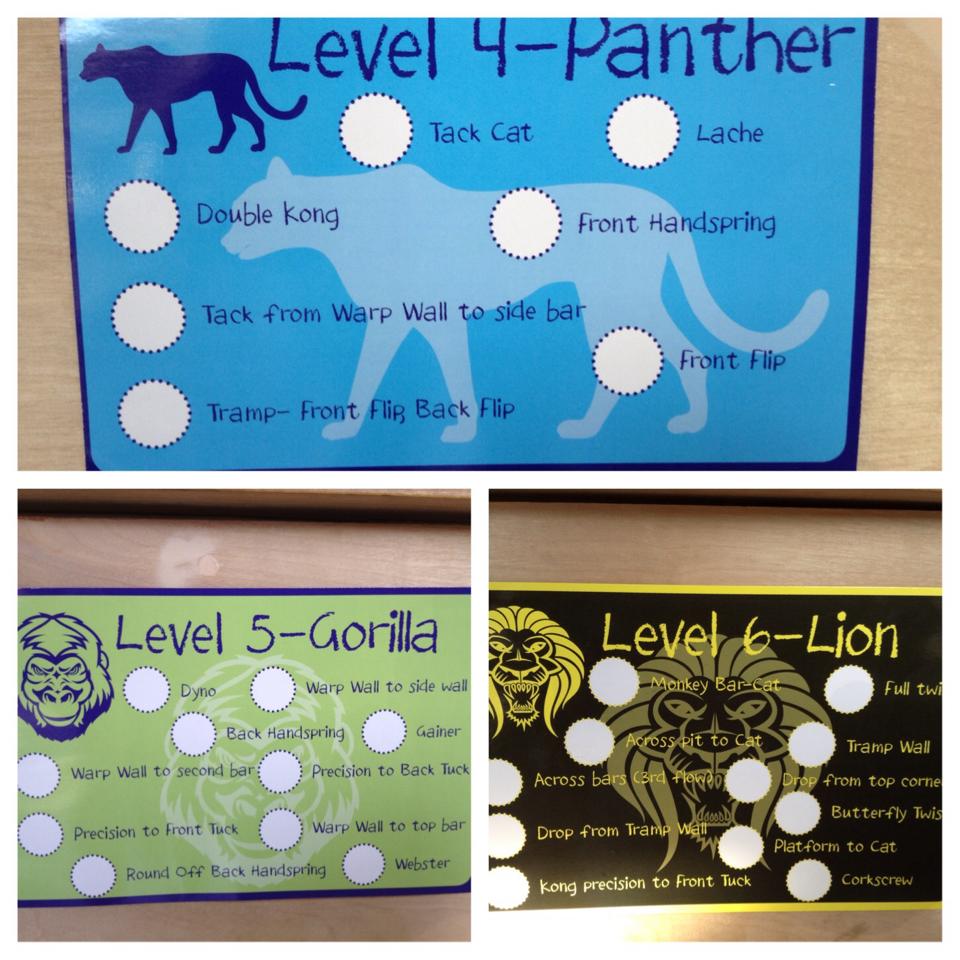 Level 4-Panther
Tack Cat
Lache
Double Kong
Front Handspring
Tack from Warp Wall to side bar
Front Flip
Tramp- Front Flip, Back Flip
Level 5-Gorilla
Dyno
Warp Wall to side wall
Back Handspring
Gainer
Warp Wall to second bar
Precision to Back Tuck
Precision to Front Tuck
Warp Wall to top bar
Round Off Back Handspring
Webster
Level 6-Lion
Monkey Bar-Cat
Full twi
Across pit to Cat
Tramp Wall
Across bars (3rd flow)
Drop from top corne
Butterfly Twis
Drop from Tramp Wall
Platform to Cat
Kong precision to Front Tuck
Corkscrew